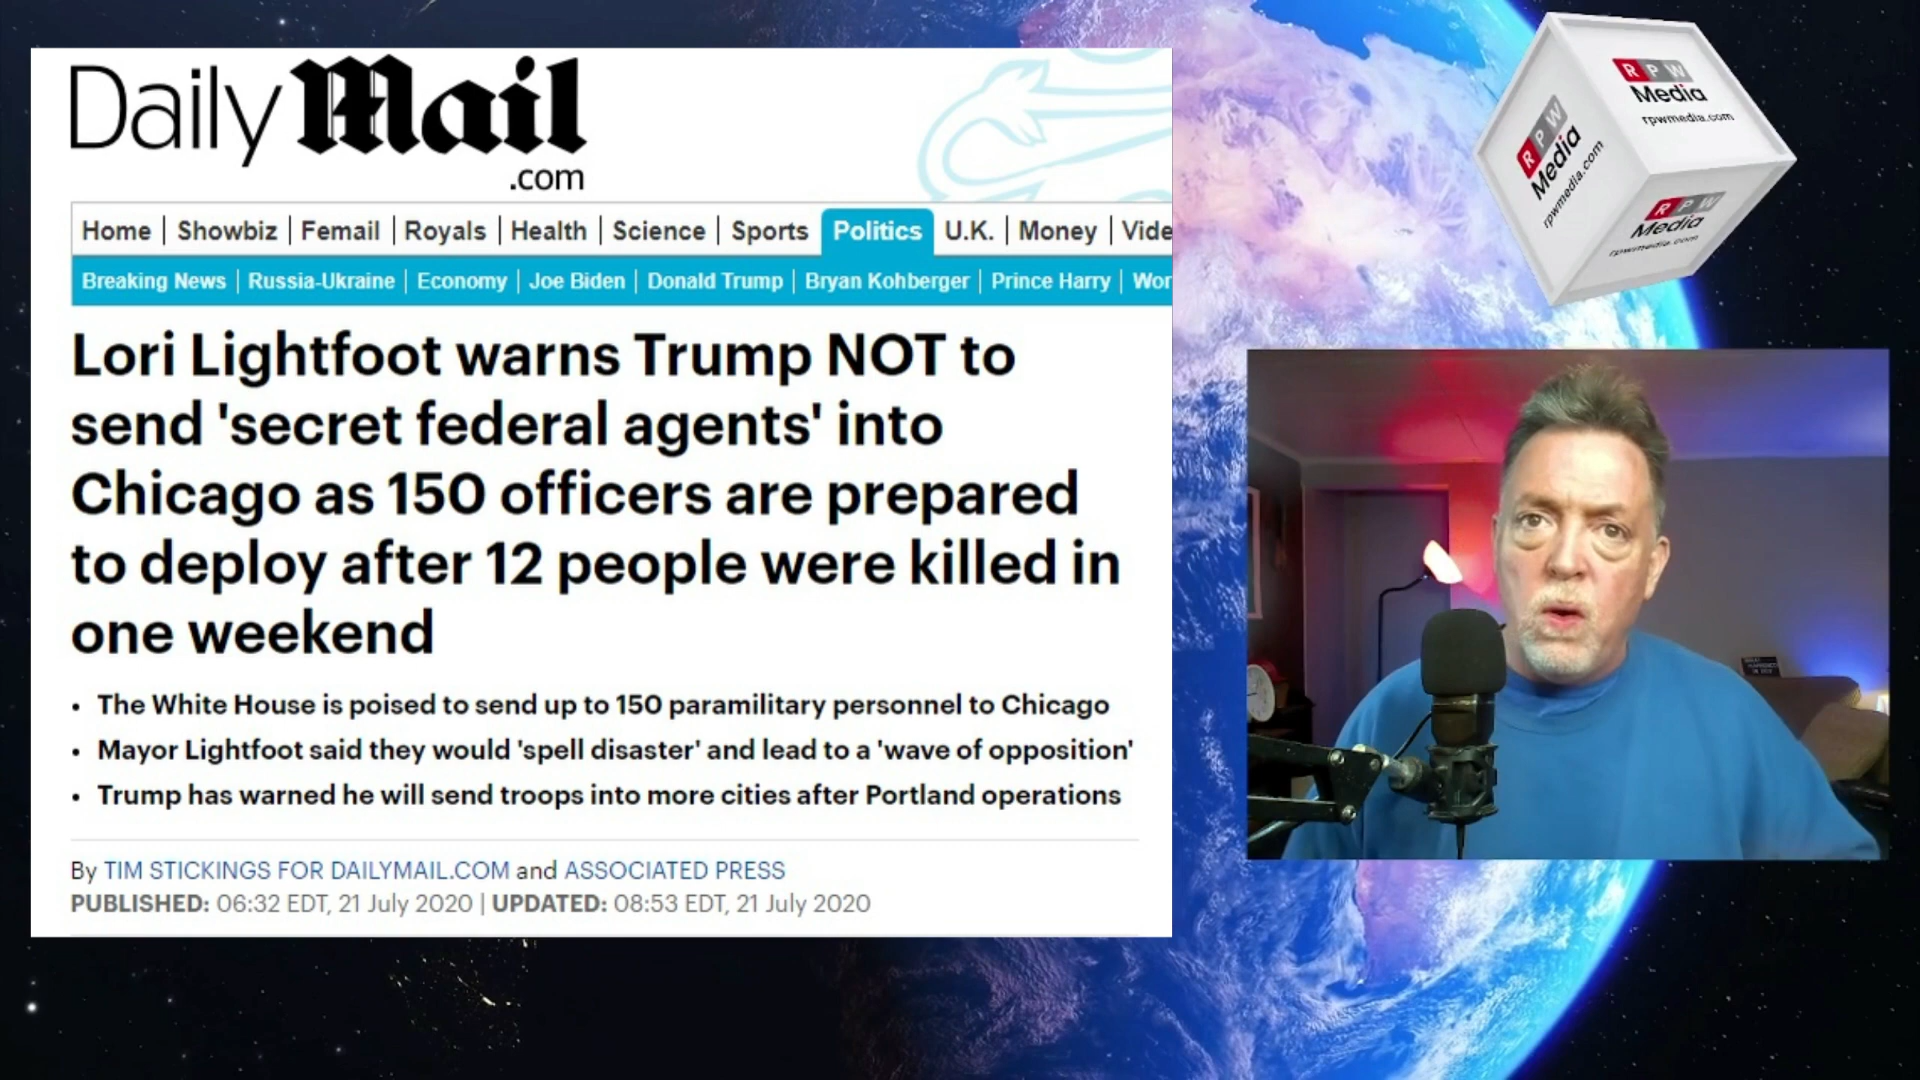 Daily Mail
.com
Home | Showbiz | Femail | Royals | Health | Science | Sports | Politics | U.K. | Money | Vide
Breaking News | Russia-Ukraine | Economy | Joe Biden | Donald Trump | Bryan Kohberger | Prince Harry | Wor
Lori Lightfoot warns Trump NOT to
send 'secret federal agents' into
Chicago as 150 officers are prepared
to deploy after 12 people were killed in
one weekend
• The White House is poised to send up to 150 paramilitary personnel to Chicago
• Mayor Lightfoot said they would 'spell disaster' and lead to a 'wave of opposition'
• Trump has warned he will send troops into more cities after Portland operations
By TIM STICKINGS FOR DAILYMAIL.COM and ASSOCIATED PRESS
PUBLISHED: 06:32 EDT, 21 July 2020 | UPDATED: 08:53 EDT, 21 July 2020
RPW
Media
rpwmedia.com
RPW
Media
rpwmedia.com
RPW
Media
rpwmedia.com